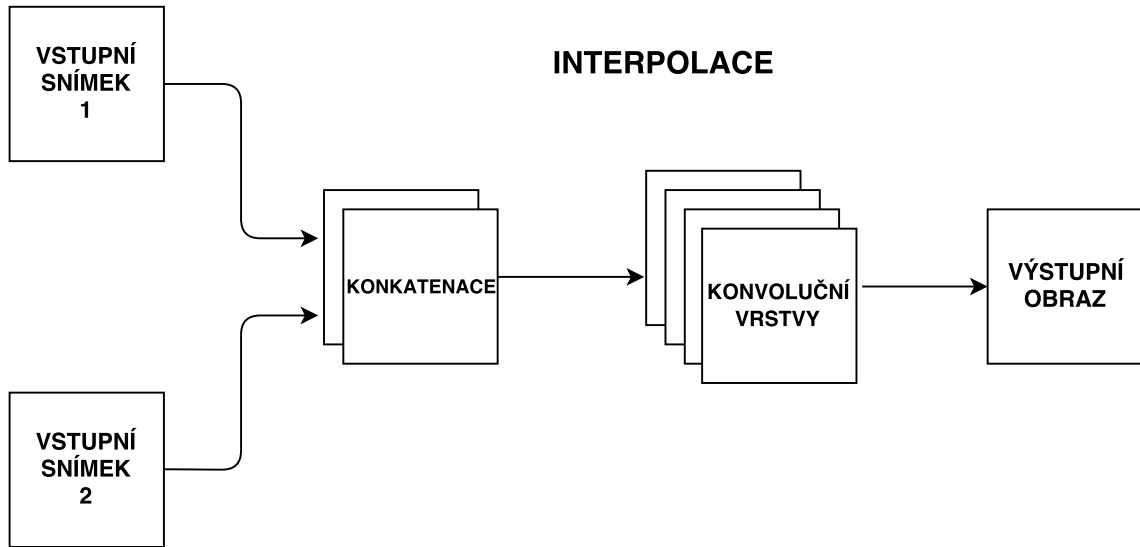 VSTUPNÍ
SNÍMEK
1
INTERPOLACE
KONKATENACE
KONVOLUČNÍ
VRSTVY
VÝSTUPNÍ
OBRAZ
VSTUPNÍ
SNÍMEK
2